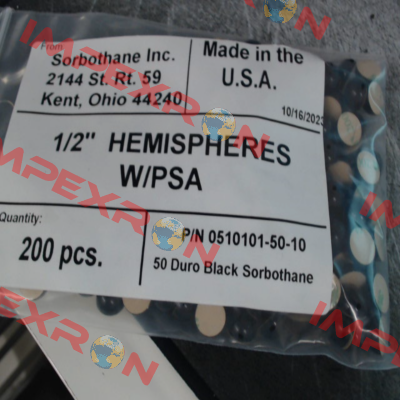 From
Sorbothane Inc.
2144 St. Rt. 59
Kent, Ohio 44240
Made in the
U.S.A.
10/16/2023
1/2" HEMISPHERES
W/PSA
Quantity:
200 pcs.
P/N 0510101-50-10
50 Duro Black Sorbothane
IMPEXRON
IMPEXRON
IMPEXRON
IMPEXRON